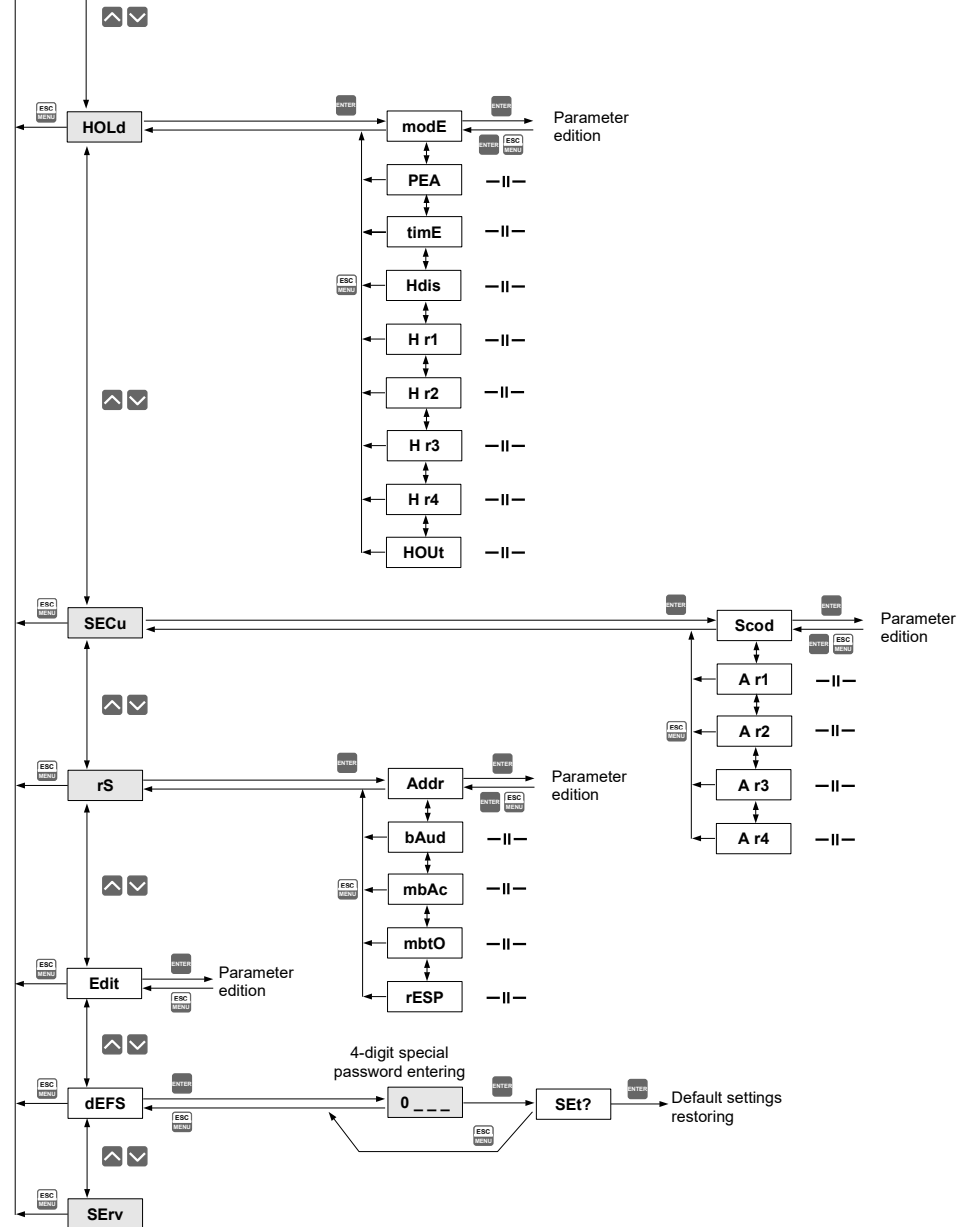 ESC
MENU
HOLd
ENTER
modE
ENTER
ENTER
ESC
MENU
Parameter
edition
PEA
—II—
timE
—II—
Hdis
—II—
ESC
MENU
H r1
—II—
H r2
—II—
H r3
—II—
H r4
—II—
HOUt
—II—
ESC
MENU
SECu
ENTER
Scod
ENTER
ENTER
ESC
MENU
Parameter
edition
A r1
—II—
A r2
—II—
ESC
MENU
A r3
—II—
A r4
—II—
ESC
MENU
rS
ENTER
Addr
ENTER
ENTER
ESC
MENU
Parameter
edition
bAud
—II—
mbAc
—II—
ESC
MENU
mbtO
—II—
rESP
—II—
ESC
MENU
Edit
ENTER
ESC
MENU
Parameter
edition
ESC
MENU
dEFS
ENTER
ESC
MENU
4-digit special
password entering
0 _ _ _
ENTER
SEt?
ENTER
Default settings
restoring
ESC
MENU
ESC
MENU
SErv